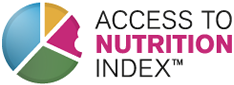 ACCESS TO
NUTRITION
INDEX™